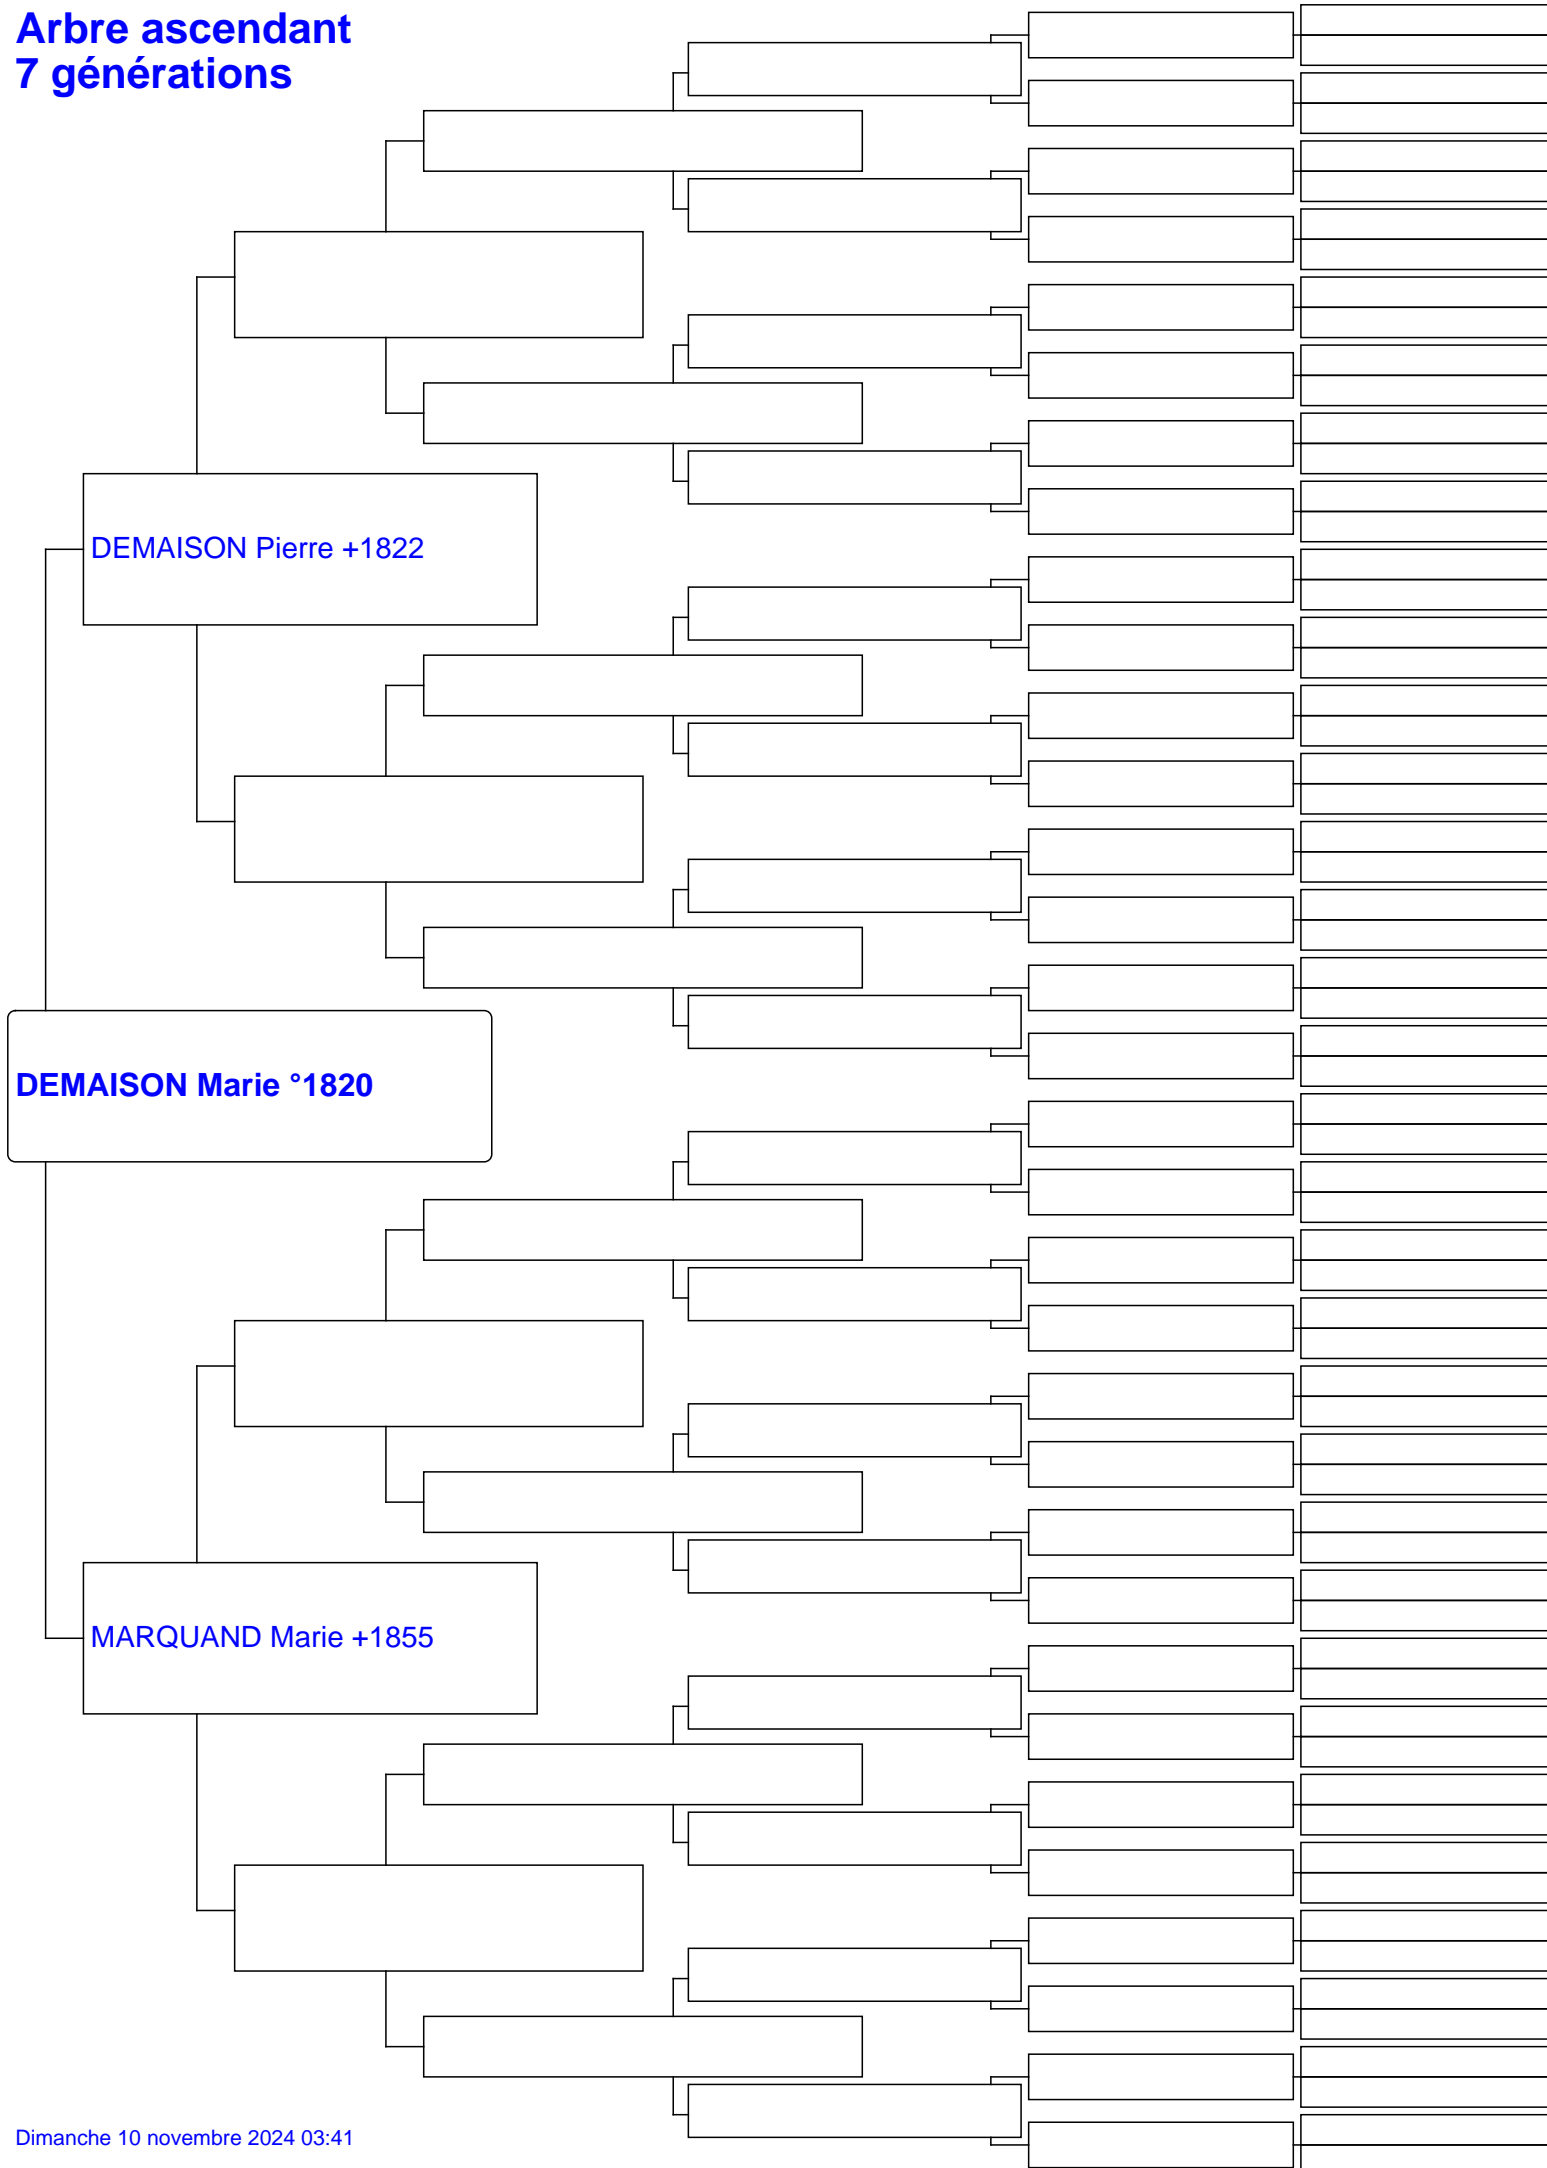 Arbre ascendant
7 générations
DEMAISON Pierre +1822
DEMAISON Marie °1820
MARQUAND Marie +1855
Dimanche 10 novembre 2024 03:41